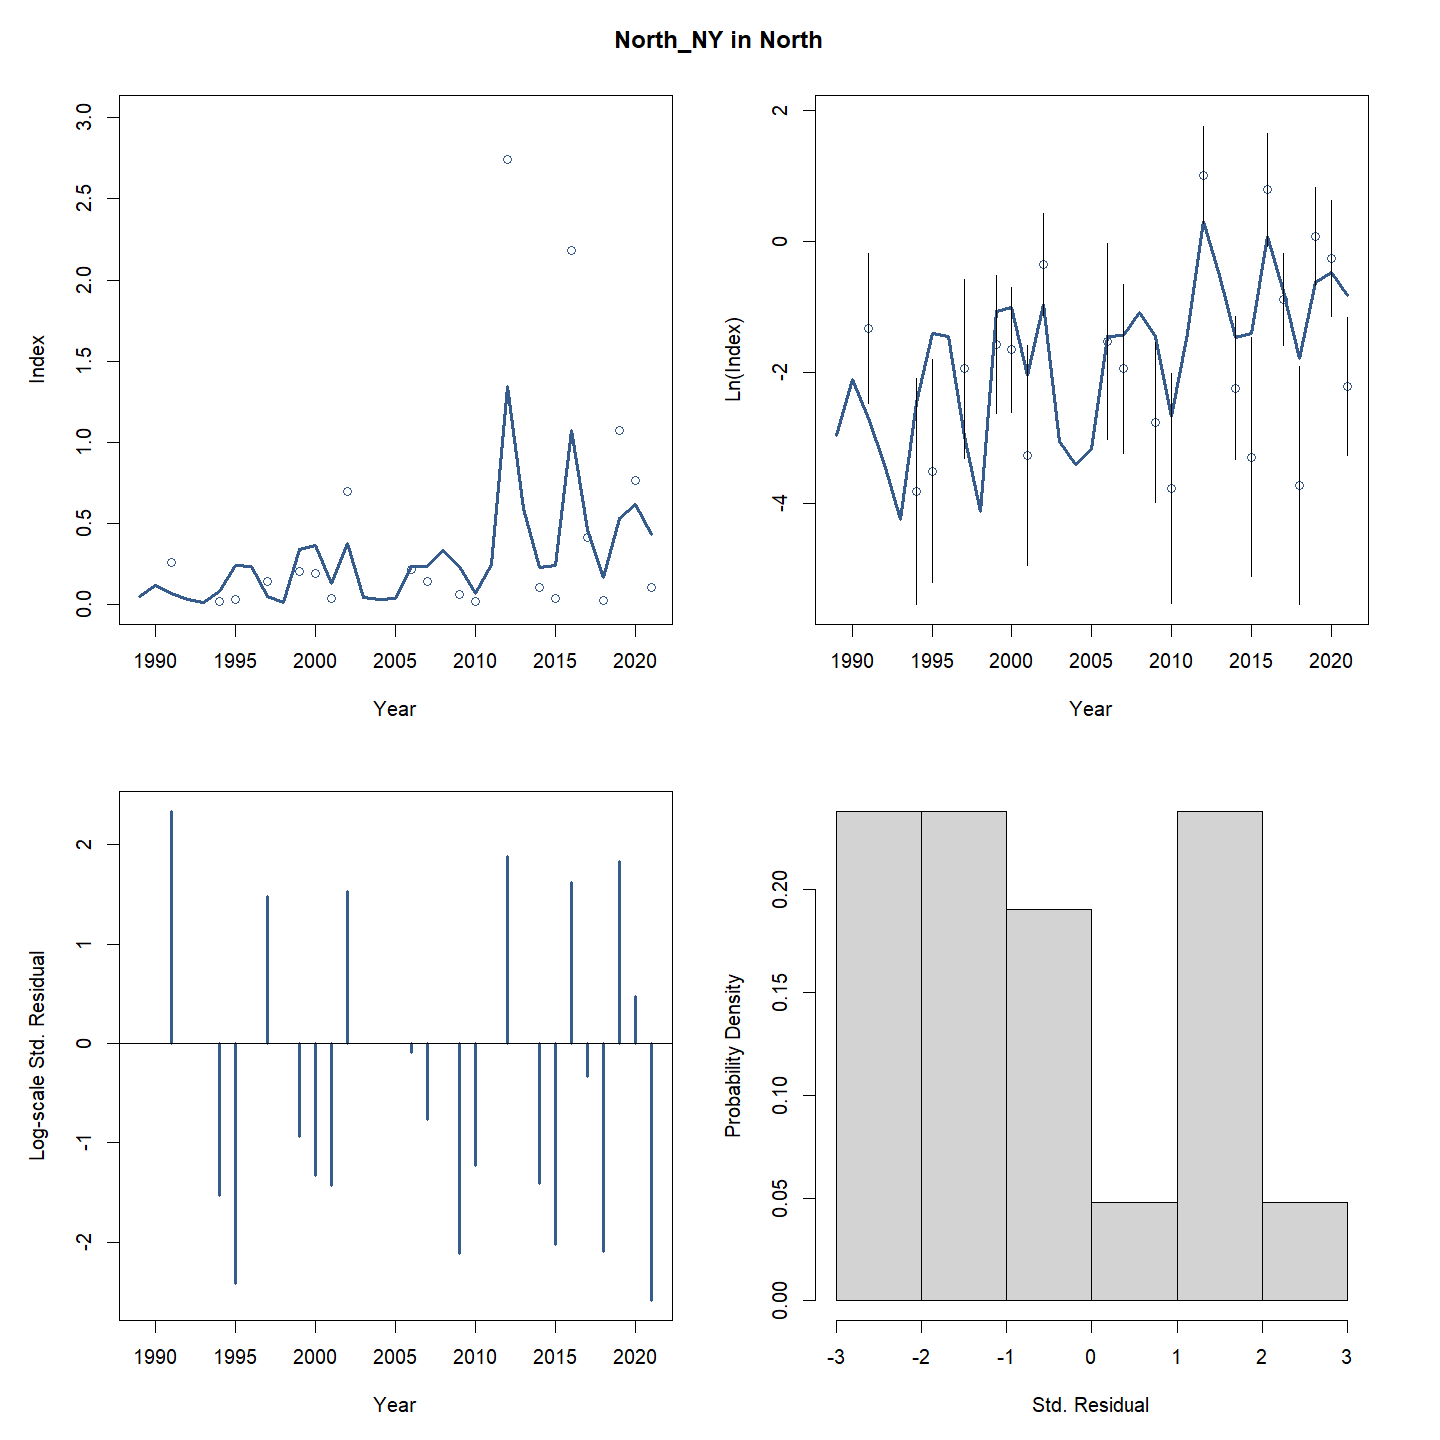 North_NY in North
Index
3.0
2.5
2.0
1.5
1.0
0.5
0.0
1990 1995 2000 2005 2010 2015 2020
Year
Ln(Index)
2
0
-2
-4
1990 1995 2000 2005 2010 2015 2020
Year
Log-scale Std. Residual
2
1
0
-1
-2
1990 1995 2000 2005 2010 2015 2020
Year
Probability Density
0.20
0.15
0.10
0.05
0.00
-3 -2 -1 0 1 2 3
Std. Residual